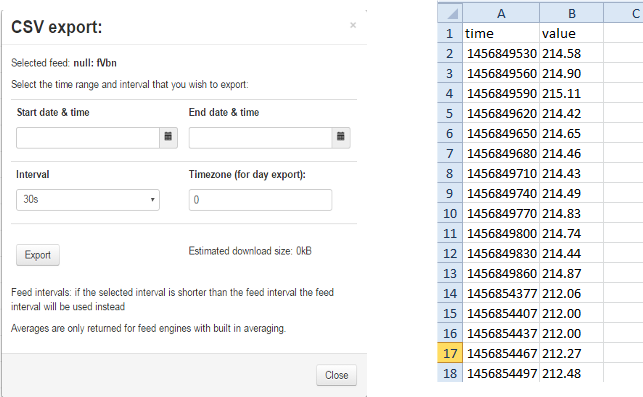 CSV export:
×
Selected feed: null: fVbn
Select the time range and interval that you wish to export:
Start date & time End date & time
Interval Timezone (for day export):
30s 0
Export Estimated download size: 0kB
Feed intervals: if the selected interval is shorter than the feed interval the feed
interval will be used instead
Averages are only returned for feed engines with built in averaging.
Close
A B C
1 time value
2 1456849530 214.58
3 1456849560 214.90
4 1456849590 215.11
5 1456849620 214.42
6 1456849650 214.65
7 1456849680 214.46
8 1456849710 214.43
9 1456849740 214.49
10 1456849770 214.83
11 1456849800 214.74
12 1456849830 214.44
13 1456849860 214.87
14 1456854377 212.06
15 1456854407 212.00
16 1456854437 212.00
17 1456854467 212.27
18 1456854497 212.48